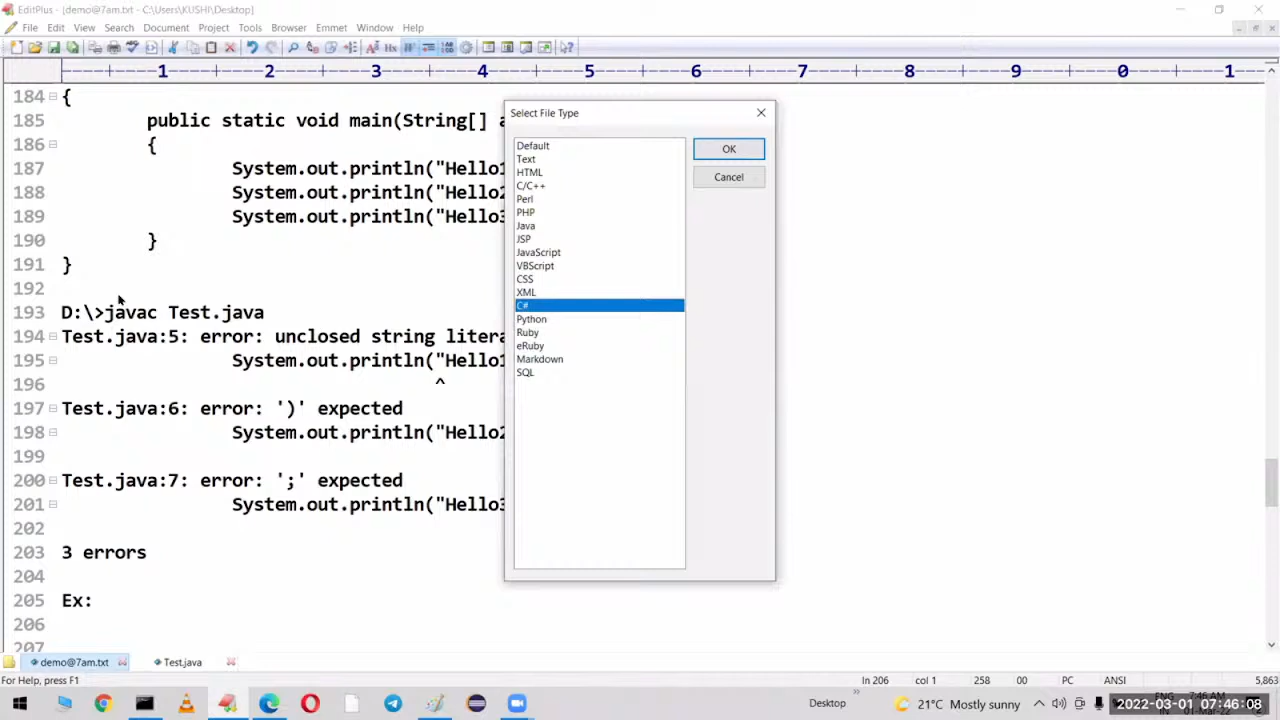 EditPlus - [demo@7am.txt - C:\Users\KUSHI\Desktop]
File Edit View Search Document Project Tools Browser Emmet Window Help
----+----1----+----2----+----3----+----4----+----5----+----6----+----7----+----8----+----9----+----0----+----1---
184 {
185 public static void main(String[] a
186 {
187 System.out.println("Hello1
188 System.out.println("Hello2
189 System.out.println("Hello3
190 }
191 }
192
193 D:\>javac Test.java
194 Test.java:5: error: unclosed string litera
195 System.out.println("Hello1
196 ^
197 Test.java:6: error: ')' expected
198 System.out.println("Hello2
199
200 Test.java:7: error: ';' expected
201 System.out.println("Hello3
202
203 3 errors
204
205 Ex:
206
207
Select File Type
Default
Text
HTML
C/C++
Perl
PHP
Java
JSP
JavaScript
VBScript
CSS
XML
C#
Python
Ruby
eRuby
Markdown
SQL
OK
Cancel
demo@7am.txt Test.java
For Help, press F1 ln 206 col 1 258 00 PC ANSI 5,863
Desktop 21°C Mostly sunny ENG 2022-03-01 07:46:08